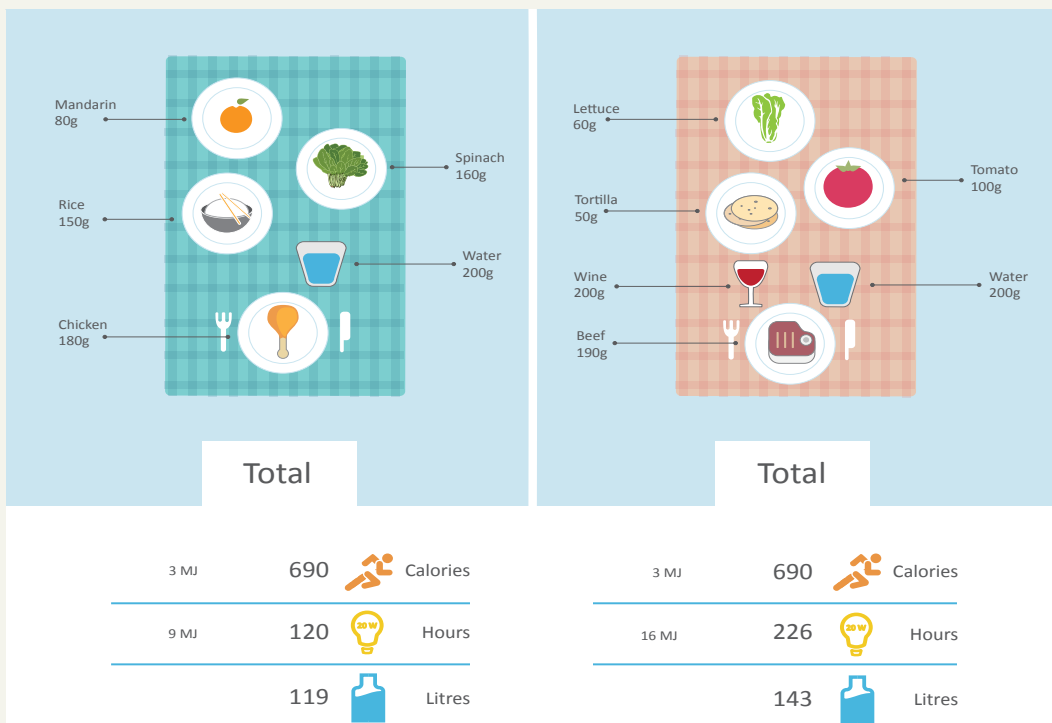 Mandarin
80g
Spinach
160g
Rice
150g
Water
200g
Chicken
180g
Total
3 MJ 690 Calories
9 MJ 120 20 W Hours
119 Litres
Lettuce
60g
Tomato
100g
Tortilla
50g
Wine
200g
Water
200g
Beef
190g
Total
3 MJ 690 Calories
16 MJ 226 20 W Hours
143 Litres